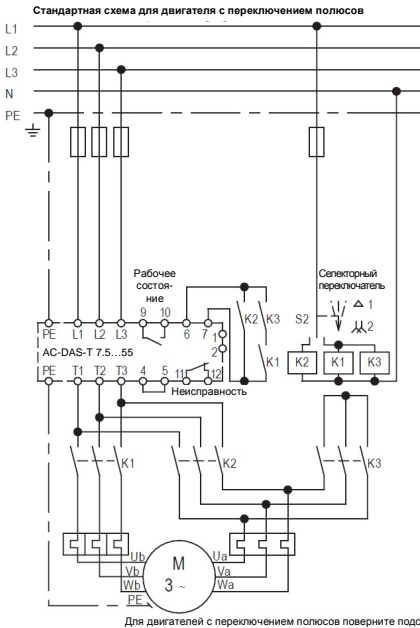 Стандартная схема для двигателя с переключением полюсов
L1
L2
L3
N
PE
Рабочее
состоя-
ние
Селекторный
переключатель
9 10 6 7
K2 K3
S2
1
2
PE L1 L2 L3
1
2
AC-DAS-T 7.5...55
K1
K2 K1 K3
PE T1 T2 T3 4 5 11 12
Неисправность
K1 K2 K3
Ub Ua
M
3 ~
Vb Va
Wb Wa
PE
Для двигателей с переключением полюсов поверните